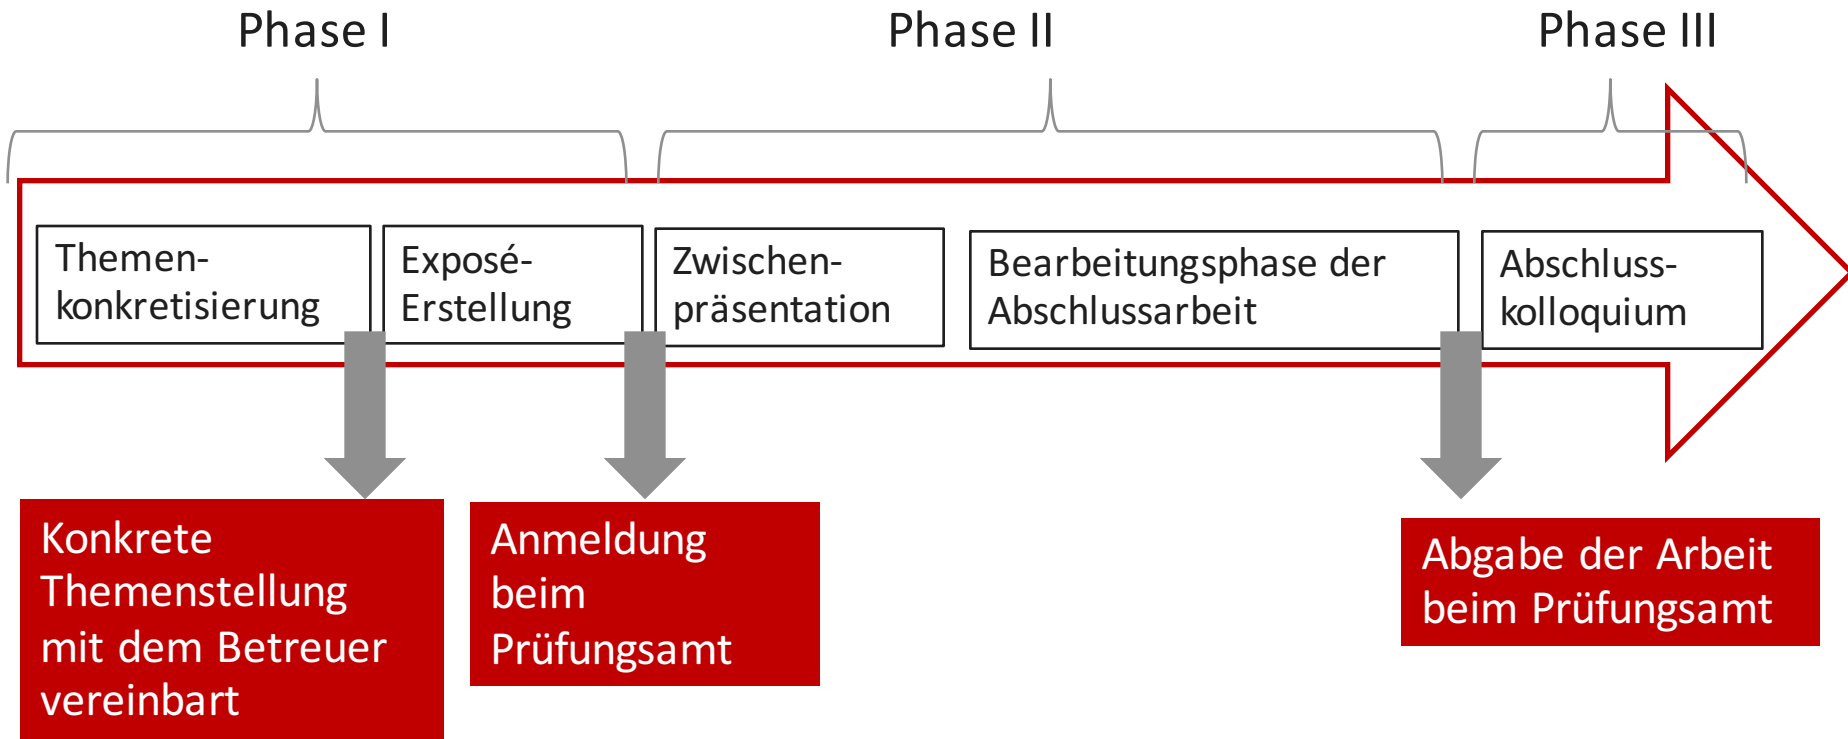 Phase I
Phase II
Phase III
Themen-
konkretisierung
Exposé-
Erstellung
Zwischen-
präsentation
Bearbeitungsphase der
Abschlussarbeit
Abschluss-
kolloquium
Konkrete
Themenstellung
mit dem Betreuer
vereinbart
Anmeldung
beim
Prüfungsamt
Abgabe der Arbeit
beim Prüfungsamt